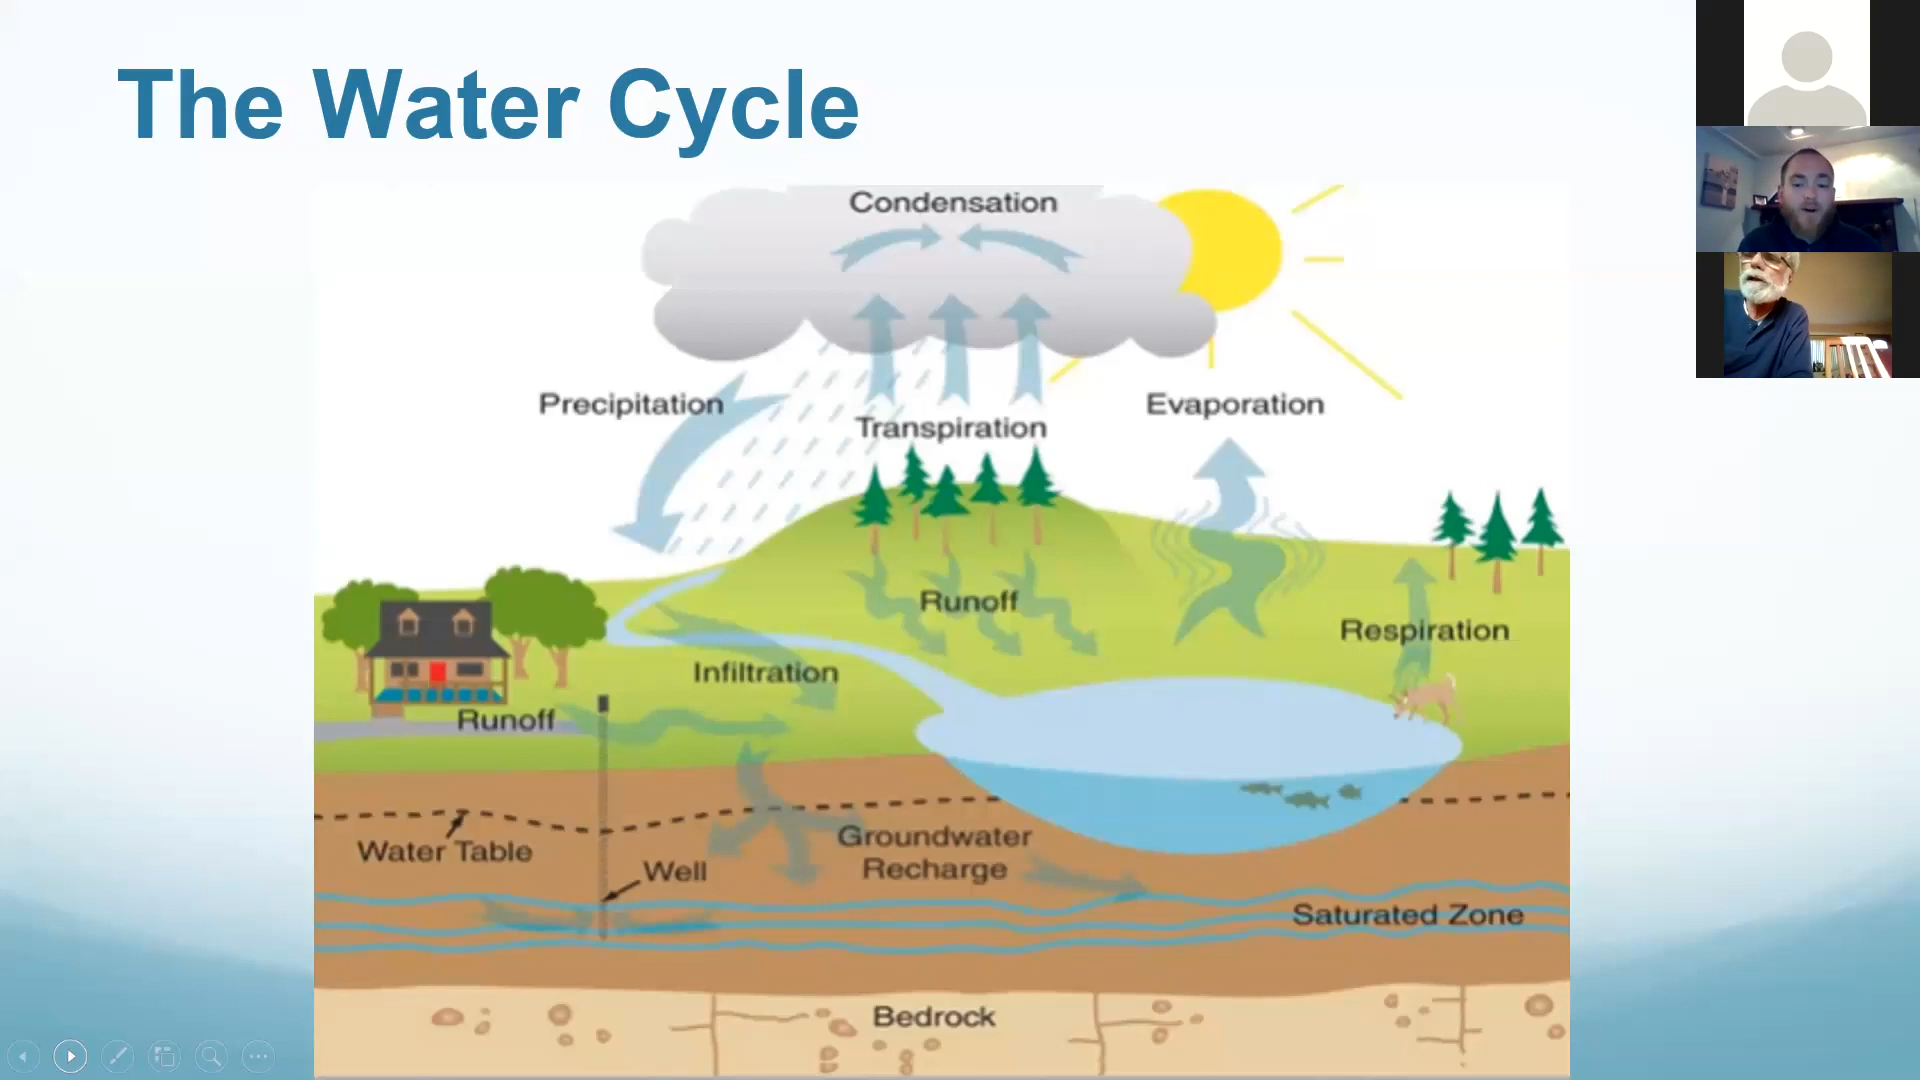 The Water Cycle
Condensation
Precipitation
Transpiration
Evaporation
Runoff
Respiration
Infiltration
Runoff
Groundwater
Recharge
Water Table
Well
Saturated Zone
Bedrock